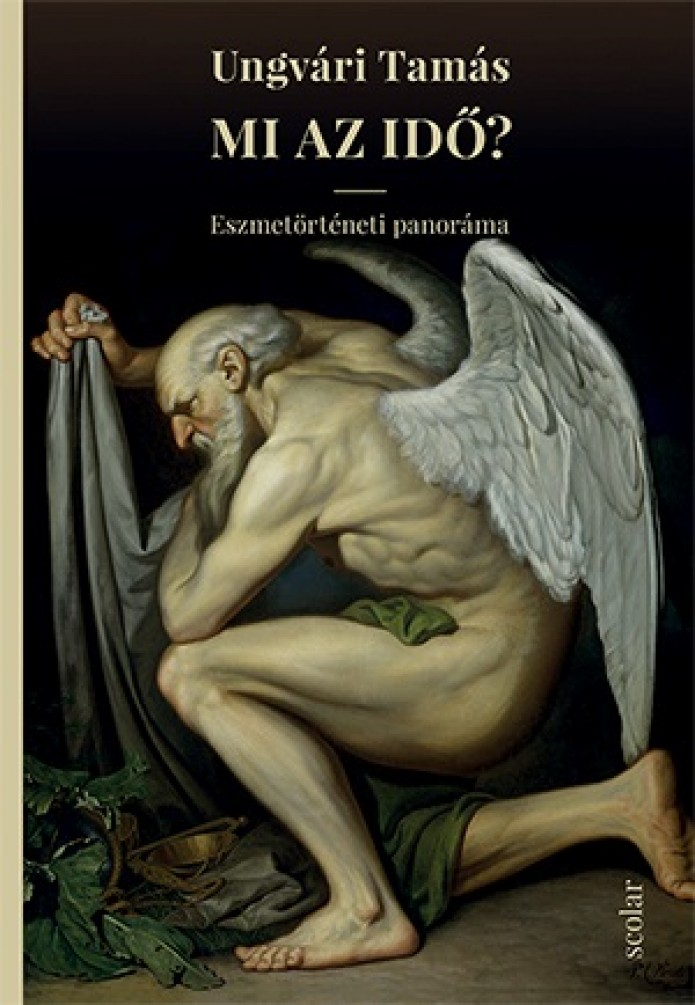 Ungvári Tamás
MI AZ IDŐ?
Eszmetörténeti panoráma
scolar